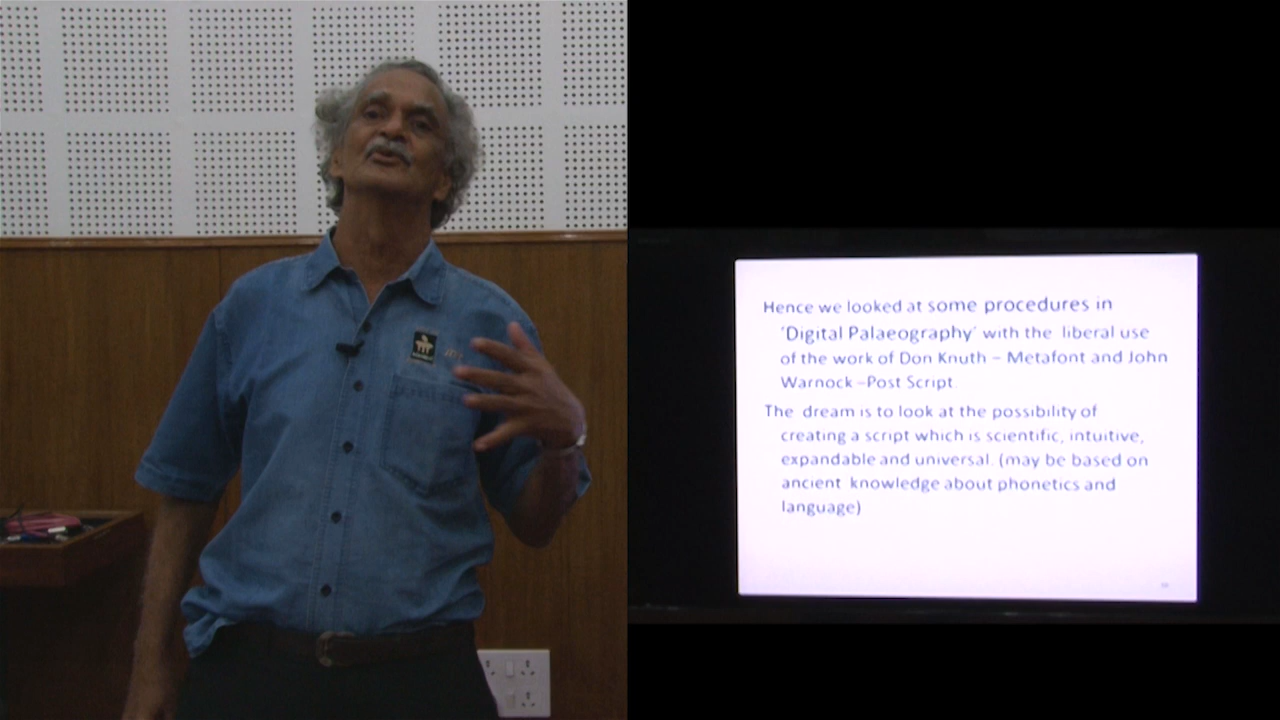 Hence we looked at some procedures in
'Digital Palaeography' with the liberal use
of the work of Don Knuth – Metafont and John
Warnock –Post Script
The dream is to look at the possibility of
creating a script which is scientific, intuitive,
expandable and universal. (may be based on
ancient knowledge about phonetics and
language)